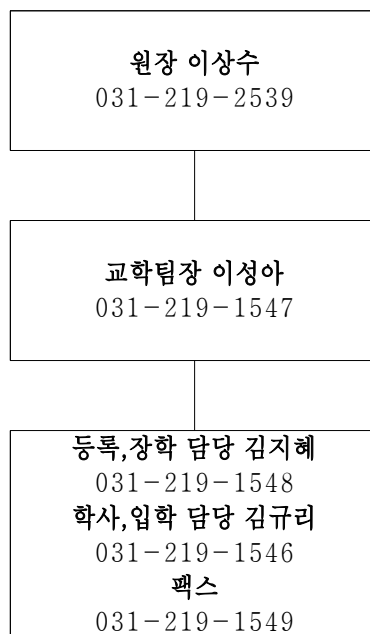 원장 이상수
031-219-2539
교학팀장 이성아
031-219-1547
등록,장학 담당 김지혜
031-219-1548
학사,입학 담당 김규리
031-219-1546
팩스
031-219-1549